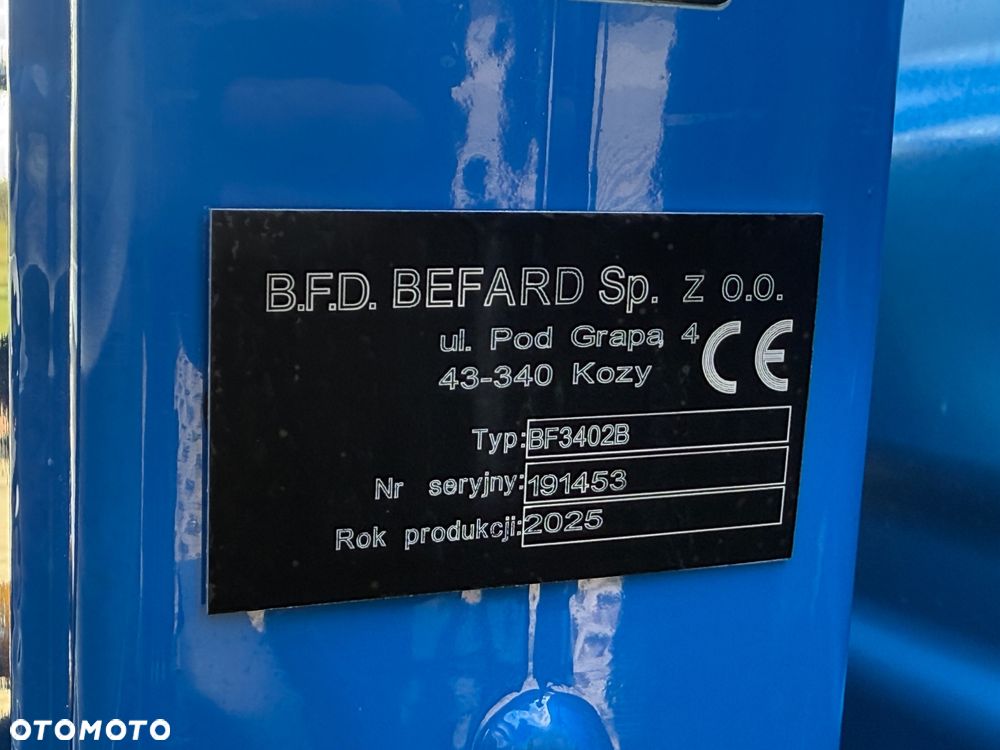 B.F.D. BEFARD Sp. z o.o.
ul. Pod Grapą 4
43-340 Kozy
CE
Typ: BF3402B
Nr seryjny: 191453
Rok produkcji: 2025
OTOMOTO